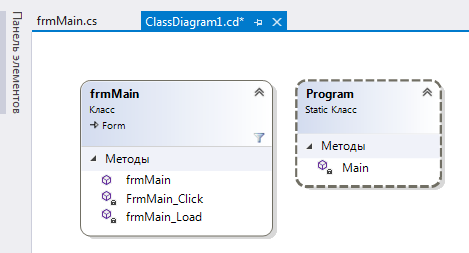 frmMain.cs
ClassDiagram1.cd*
Панель элементов
frmMain
Класс
Form
Методы
frmMain
FrmMain_Click
frmMain_Load
Program
Static Класс
Методы
Main